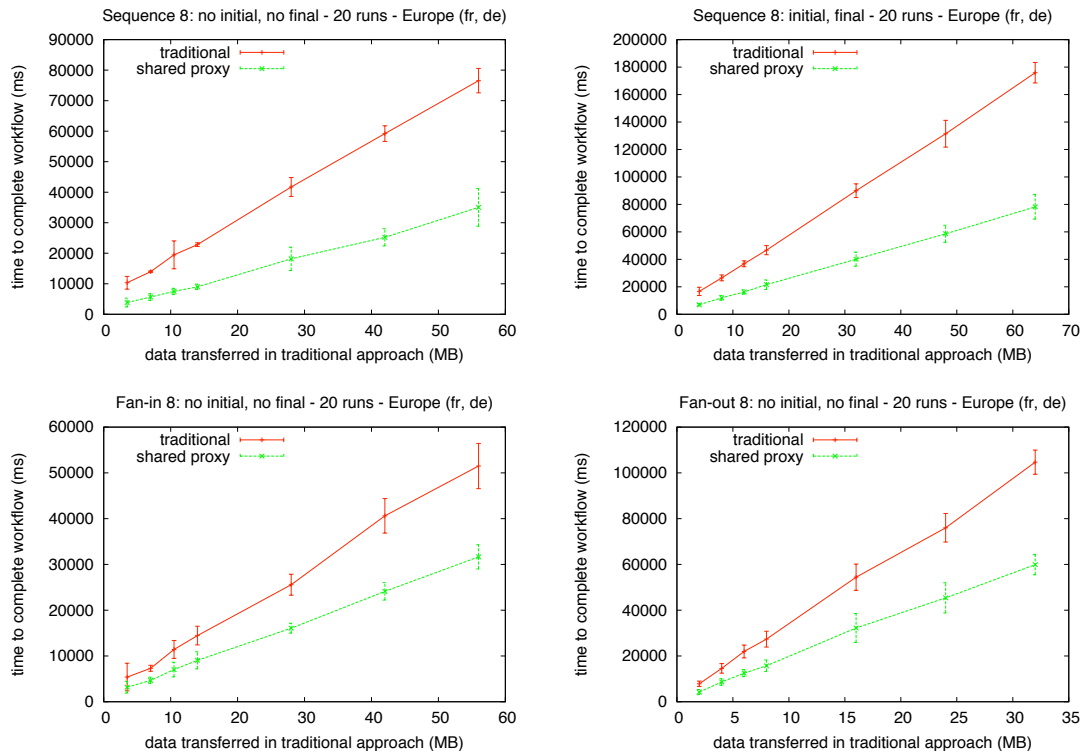 Sequence 8: no initial, no final - 20 runs - Europe (fr, de)
time to complete workflow (ms)
90000
80000
70000
60000
50000
40000
30000
20000
10000
0
traditional
shared proxy
0 10 20 30 40 50 60
data transferred in traditional approach (MB)
Sequence 8: initial, final - 20 runs - Europe (fr, de)
time to complete workflow (ms)
200000
180000
160000
140000
120000
100000
80000
60000
40000
20000
0
traditional
shared proxy
0 10 20 30 40 50 60 70
data transferred in traditional approach (MB)
Fan-in 8: no initial, no final - 20 runs - Europe (fr, de)
time to complete workflow (ms)
60000
50000
40000
30000
20000
10000
0
traditional
shared proxy
0 10 20 30 40 50 60
data transferred in traditional approach (MB)
Fan-out 8: no initial, no final - 20 runs - Europe (fr, de)
time to complete workflow (ms)
120000
100000
80000
60000
40000
20000
0
traditional
shared proxy
0 5 10 15 20 25 30 35
data transferred in traditional approach (MB)